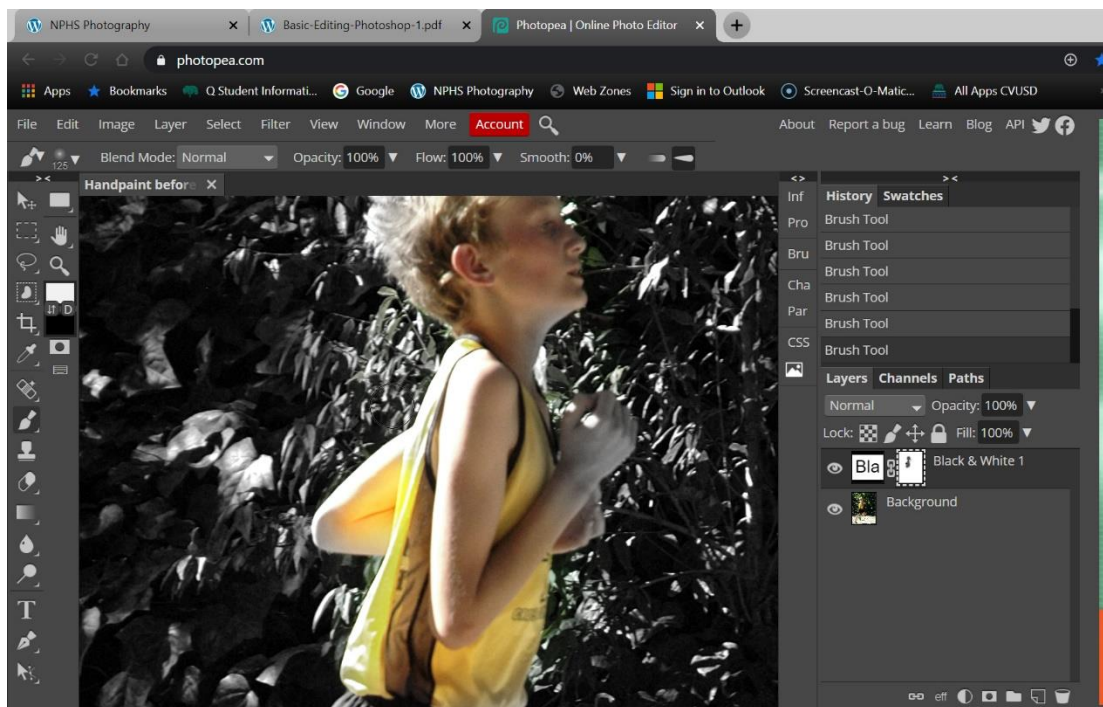 NPHS Photography × Basic-Editing-Photoshop-1.pdf × Photopea | Online Photo Editor × +
photopea.com
Apps Bookmarks Q Student Informati... Google NPHS Photography Web Zones Sign in to Outlook Screencast-O-Matic... All Apps CVUSD
File Edit Image Layer Select Filter View Window More Account About Report a bug Learn Blog API
125 Blend Mode: Normal Opacity: 100% Flow: 100% Smooth: 0%
Handpaint before ×
Inf
Pro
Bru
Cha
Par
CSS
D
T
History Swatches
Brush Tool
Brush Tool
Brush Tool
Brush Tool
Brush Tool
Brush Tool
Layers Channels Paths
Normal Opacity: 100%
Lock: Fill: 100%
Bla Black & White 1
Background
eff